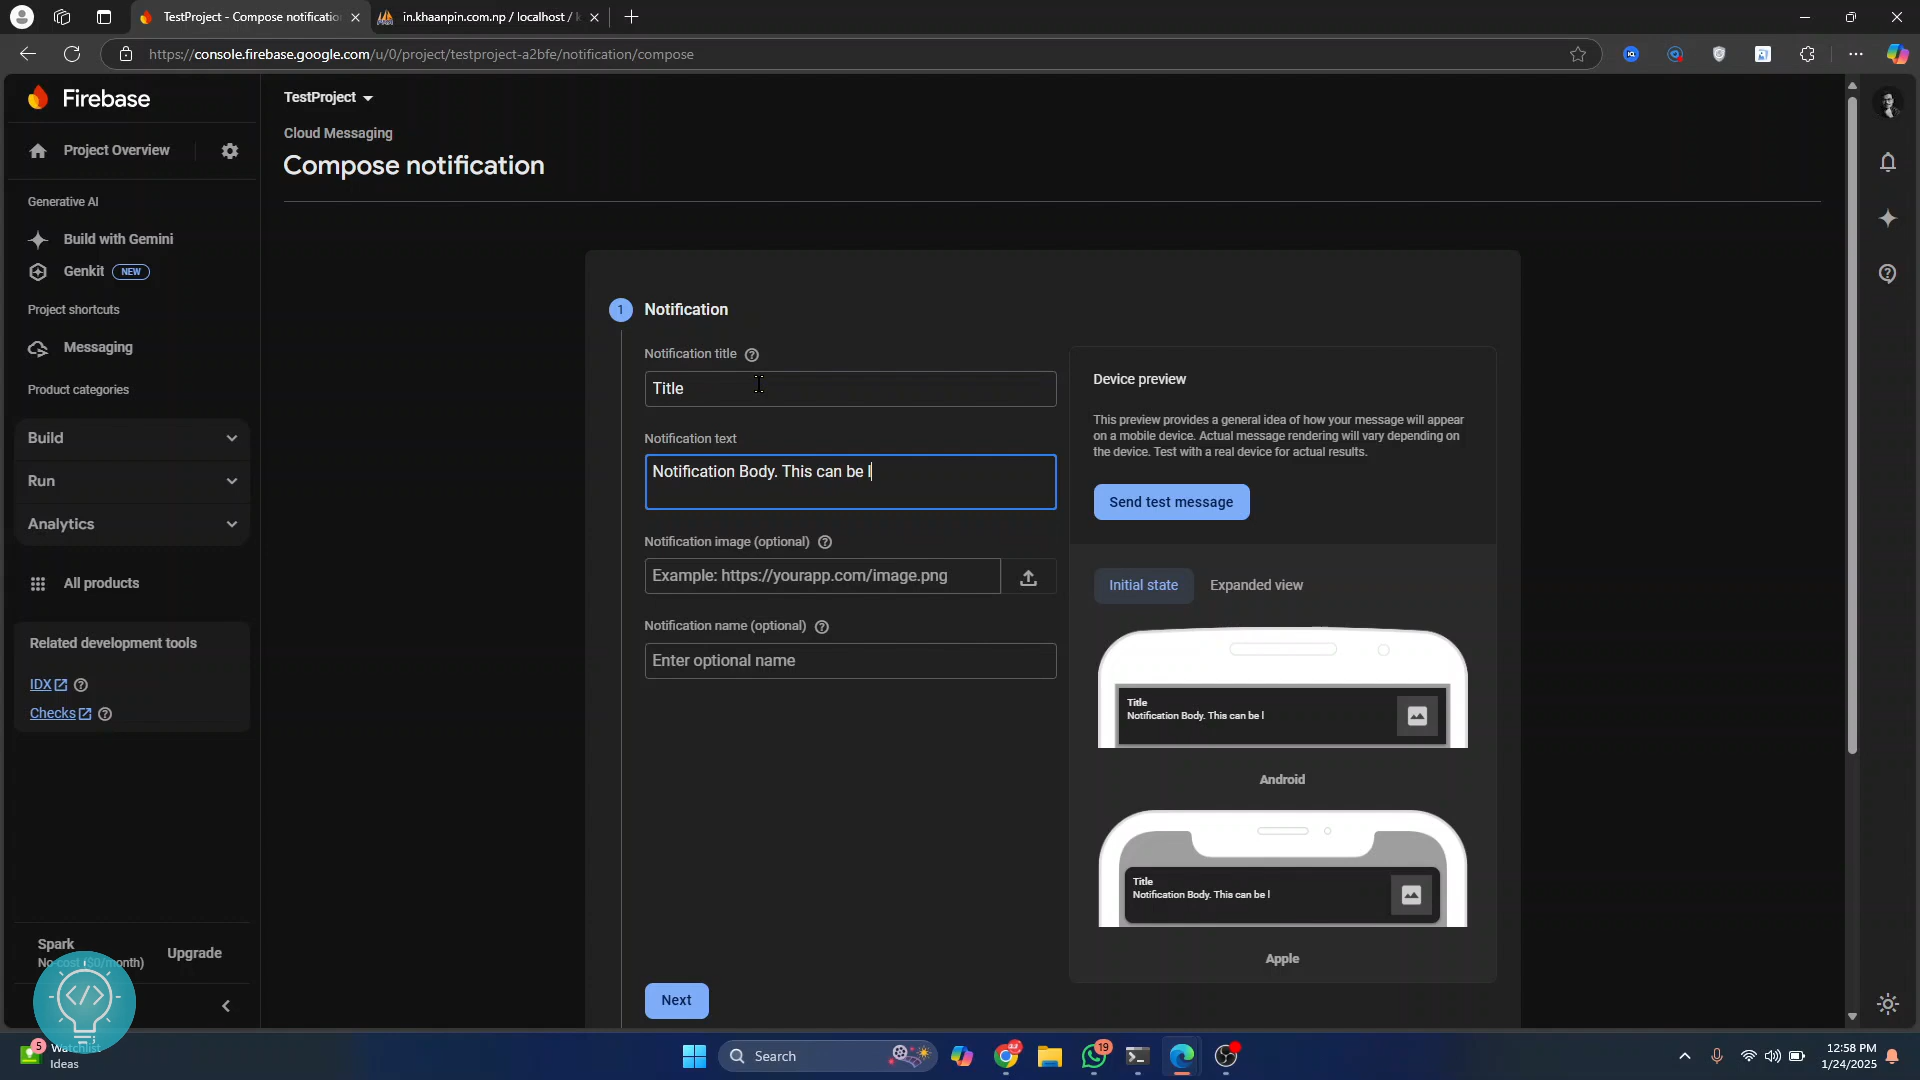 TestProject - Compose notificatio
in.khaanpin.com.np / localhost / k
https://console.firebase.google.com/u/0/project/testproject-a2bfe/notification/compose
Firebase
Project Overview
Generative AI
Build with Gemini
Genkit NEW
Project shortcuts
Messaging
Product categories
Build
Run
Analytics
All products
Related development tools
IDX
Checks
Spark
No-cost ($0/month)
Upgrade
TestProject
Cloud Messaging
Compose notification
1 Notification
Notification title
Title
Notification text
Notification Body. This can be l
Notification image (optional)
Example: https://yourapp.com/image.png
Notification name (optional)
Enter optional name
Next
Device preview
This preview provides a general idea of how your message will appear
on a mobile device. Actual message rendering will vary depending on
the device. Test with a real device for actual results.
Send test message
Initial state Expanded view
Title
Notification Body. This can be l
Android
Title
Notification Body. This can be l
Apple
5
Watchlist
Ideas
Search
19
12:58 PM
1/24/2025